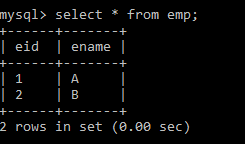 mysql> select * from emp;
+------+-------+
| eid | ename |
+------+-------+
| 1 | A |
| 2 | B |
+------+-------+
2 rows in set (0.00 sec)